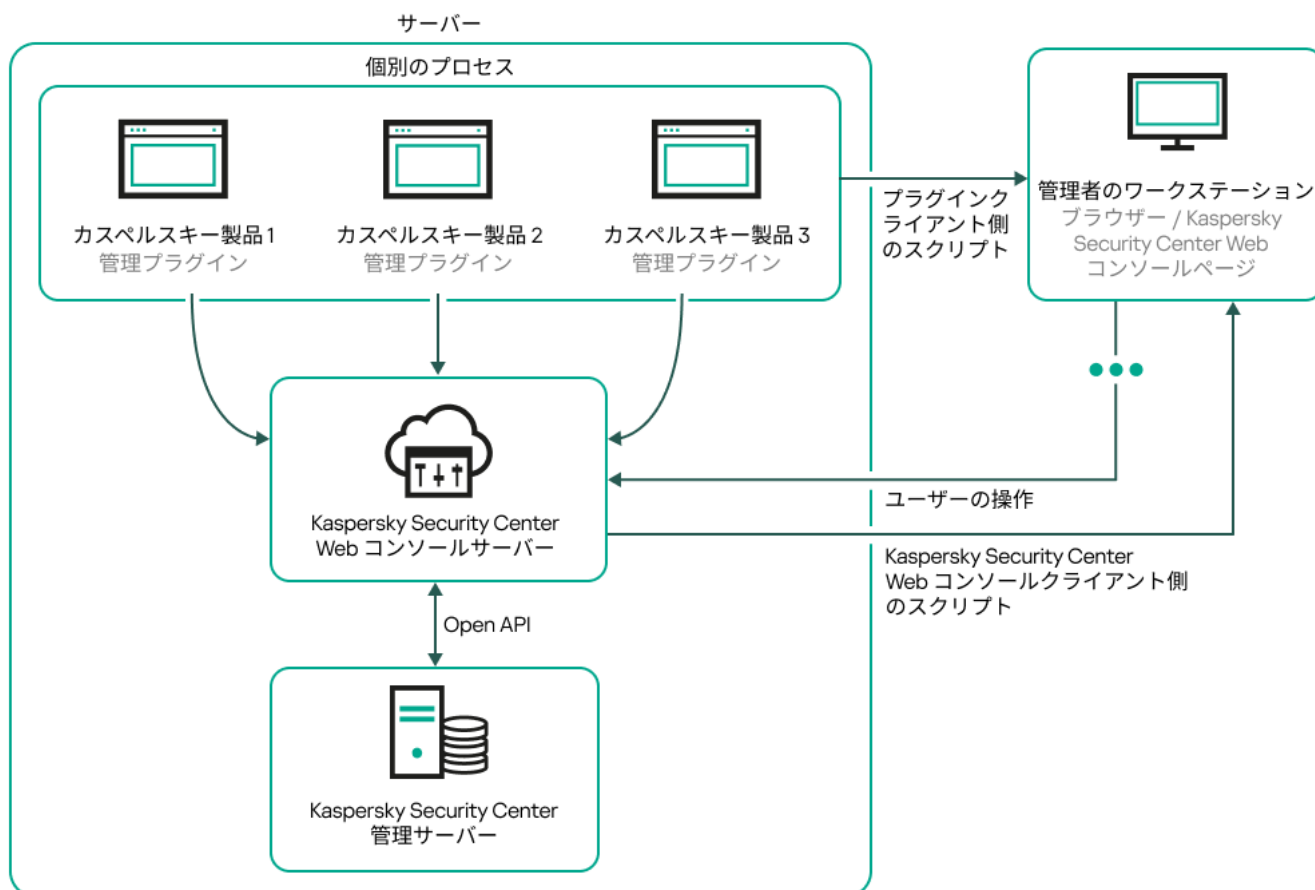 サーバー
個別のプロセス
カスペルスキー製品 1
管理プラグイン
カスペルスキー製品 2
管理プラグイン
カスペルスキー製品 3
管理プラグイン
プラグインク
ライアント側
のスクリプト
管理者のワークステーション
ブラウザー / Kaspersky
Security Center Web
コンソールページ
Kaspersky Security Center
Web コンソールサーバー
ユーザーの操作
Kaspersky Security Center
Web コンソールクライアント側
のスクリプト
Open API
Kaspersky Security Center
管理サーバー